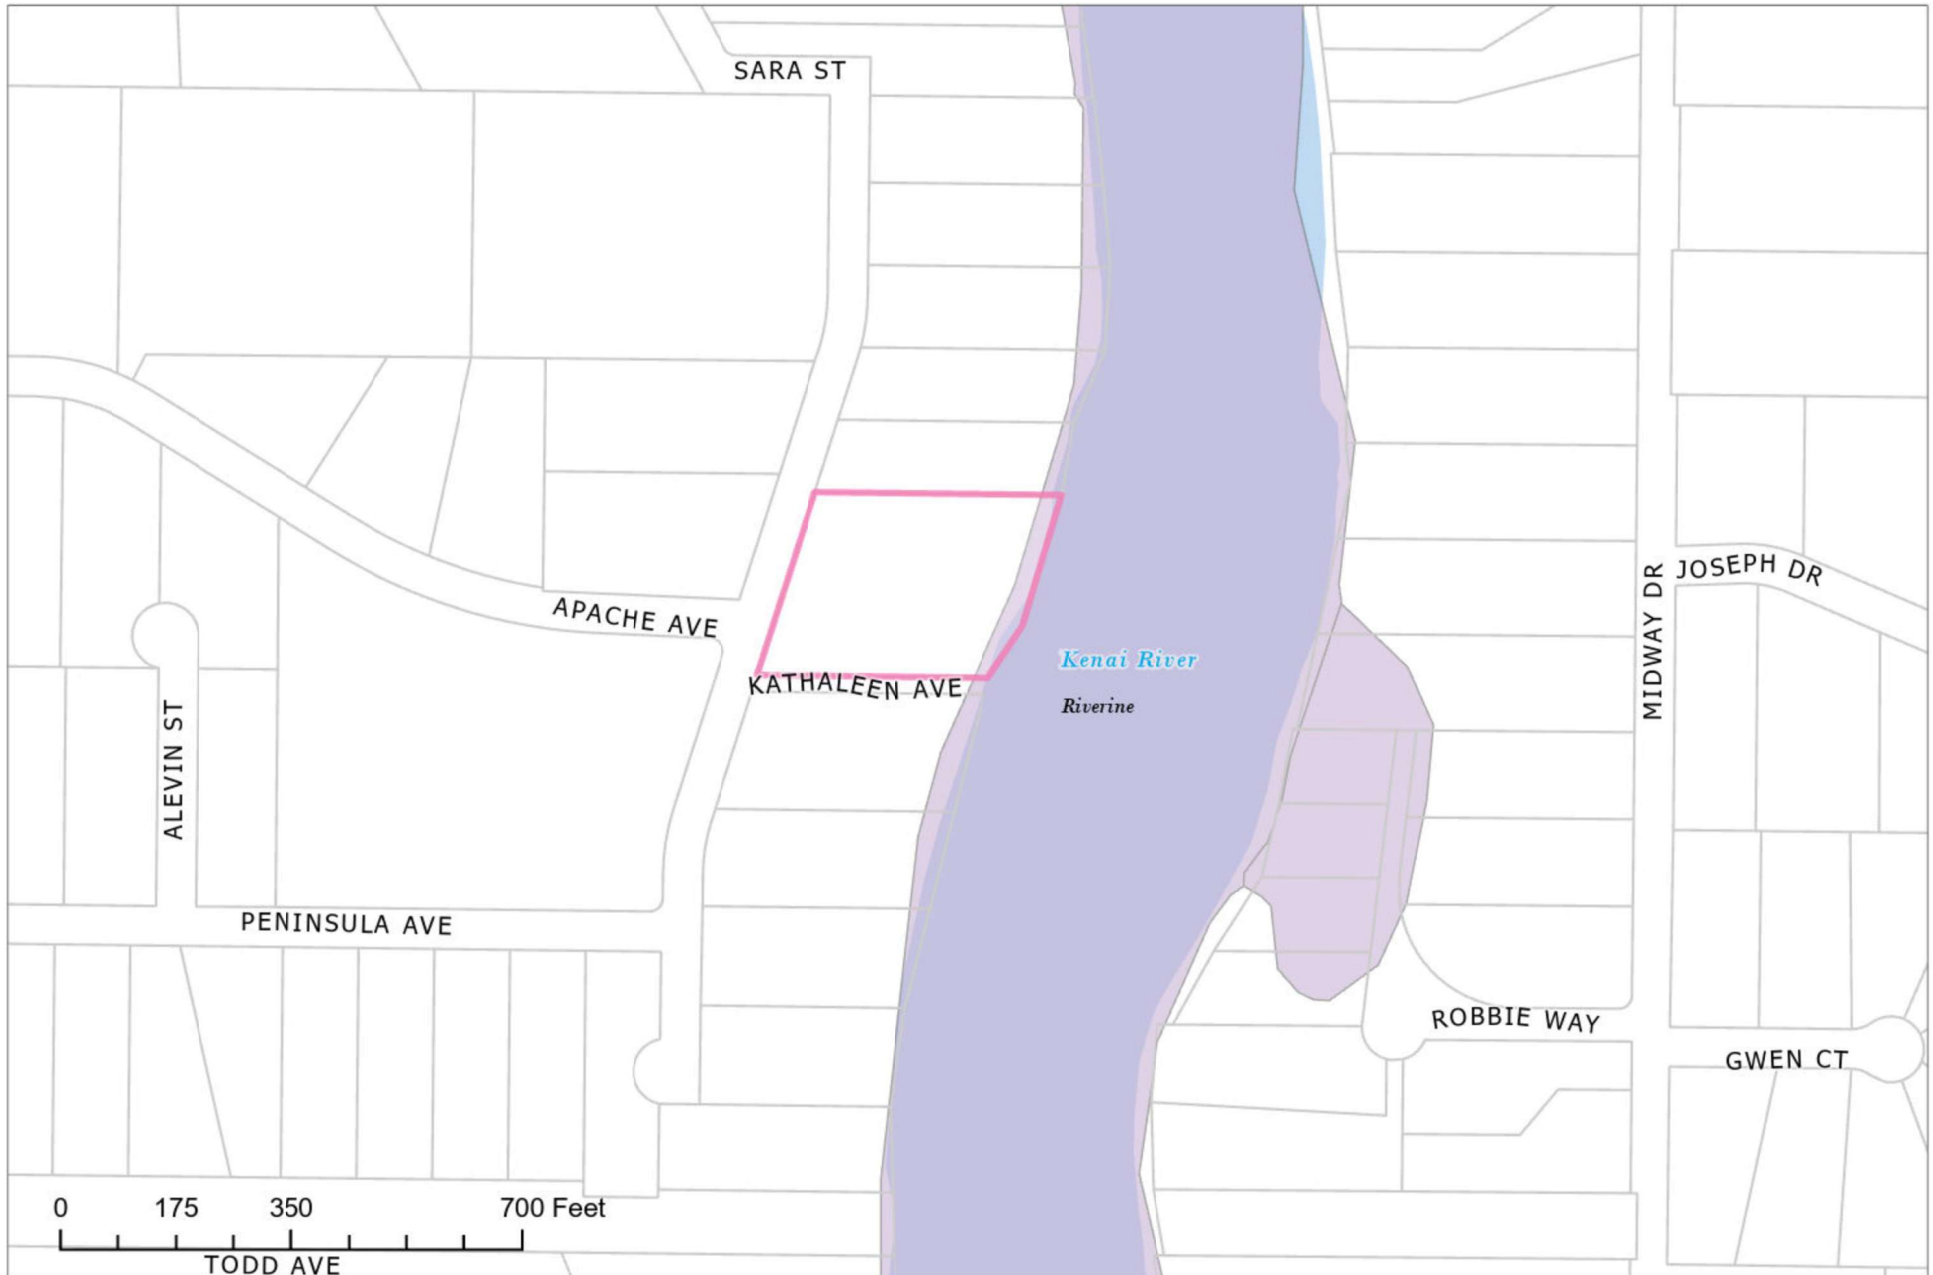 SARA ST
JOSEPH DR
APACHE AVE
MIDWAY DR
Kenai River
KATHALEEN AVE
Riverine
ALEVIN ST
PENINSULA AVE
ROBBIE WAY
GWEN CT
0 175 350 700 Feet
TODD AVE